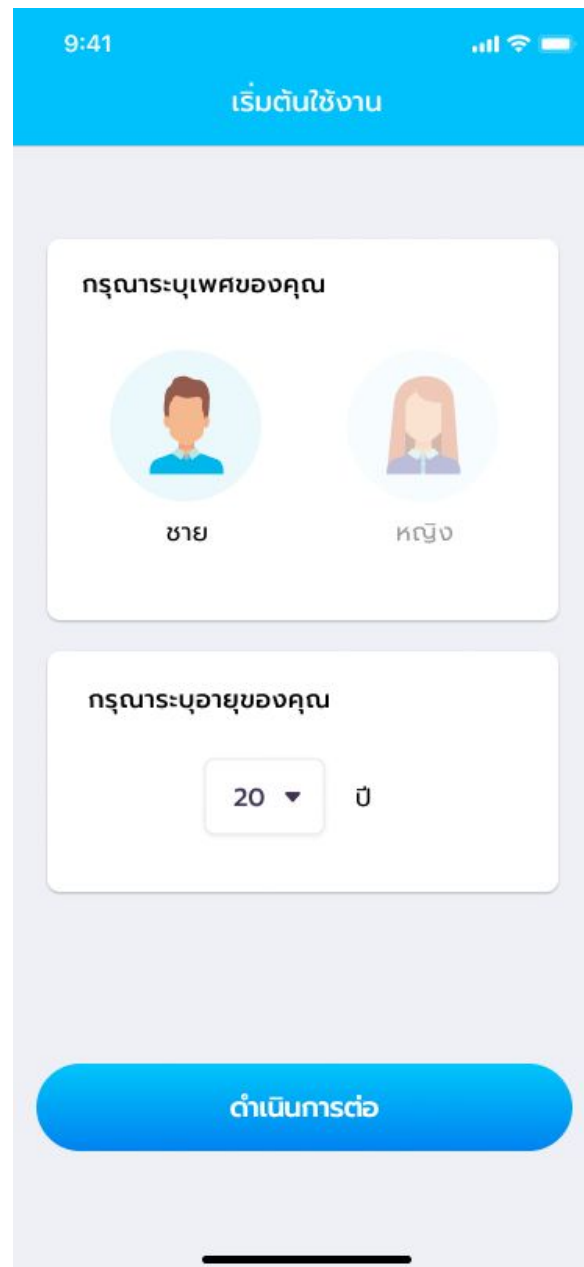 9:41
เริ่มต้นใช้งาน
กรุณาระบุเพศของคุณ
ชาย
หญิง
กรุณาระบุอายุของคุณ
20 ปี
ดำเนินการต่อ